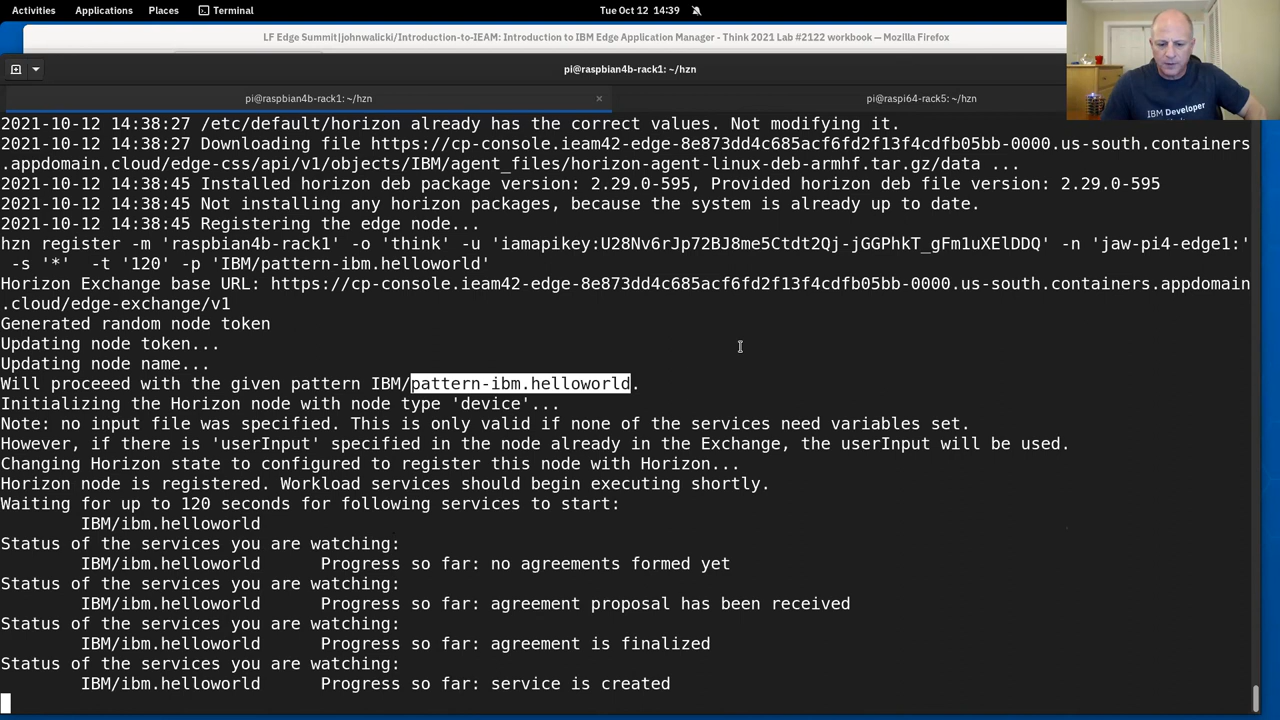 Activities Applications Places Terminal Tue Oct 12 14:39
LF Edge Summit|johnwalicki/Introduction-to-IEAM: Introduction to IBM Edge Application Manager - Think 2021 Lab #2122 workbook — Mozilla Firefox
pi@raspbian4b-rack1: ~/hzn
pi@raspbian4b-rack1: ~/hzn × pi@raspi64-rack5: ~/hzn
IBM Developer
2021-10-12 14:38:27 /etc/default/horizon already has the correct values. Not modifying it.
2021-10-12 14:38:27 Downloading file https://cp-console.ieam42-edge-8e873dd4c685acf6fd2f13f4cdfb05bb-0000.us-south.containers
.appdomain.cloud/edge-css/api/v1/objects/IBM/agent_files/horizon-agent-linux-deb-armhf.tar.gz/data ...
2021-10-12 14:38:45 Installed horizon deb package version: 2.29.0-595, Provided horizon deb file version: 2.29.0-595
2021-10-12 14:38:45 Not installing any horizon packages, because the system is already up to date.
2021-10-12 14:38:45 Registering the edge node...
hzn register -m 'raspbian4b-rack1' -o 'think' -u 'iamapikey:U28Nv6rJp72BJ8me5Ctdt2Qj-jGGPhkT_gFm1uXElDDQ' -n 'jaw-pi4-edge1:'
-s '*'  -t '120' -p 'IBM/pattern-ibm.helloworld'
Horizon Exchange base URL: https://cp-console.ieam42-edge-8e873dd4c685acf6fd2f13f4cdfb05bb-0000.us-south.containers.appdomain
.cloud/edge-exchange/v1
Generated random node token
Updating node token...
Updating node name...
Will proceeed with the given pattern IBM/pattern-ibm.helloworld.
Initializing the Horizon node with node type 'device'...
Note: no input file was specified. This is only valid if none of the services need variables set.
However, if there is 'userInput' specified in the node already in the Exchange, the userInput will be used.
Changing Horizon state to configured to register this node with Horizon...
Horizon node is registered. Workload services should begin executing shortly.
Waiting for up to 120 seconds for following services to start:
IBM/ibm.helloworld
Status of the services you are watching:
IBM/ibm.helloworld Progress so far: no agreements formed yet
Status of the services you are watching:
IBM/ibm.helloworld Progress so far: agreement proposal has been received
Status of the services you are watching:
IBM/ibm.helloworld Progress so far: agreement is finalized
Status of the services you are watching:
IBM/ibm.helloworld Progress so far: service is created